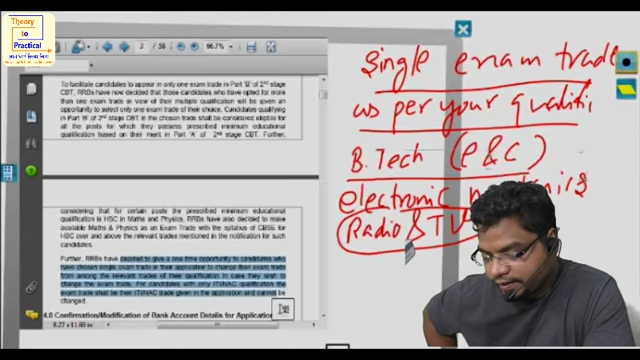 Theory
to
Practical
2 / 58
66.7%
To facilitate candidates to appear in only one exam trade in Part 'B' of 2nd stage
CBT, RRBs have now decided that those candidates who have opted for more
than one exam trade in view of their multiple qualification will be given an opportunity
to select only one exam trade of their choice. Candidates qualifying
in Part 'B' of 2nd stage CBT in the chosen trade shall be considered eligible for
all the posts for which they possess prescribed minimum educational
qualification based on their merit in Part 'A' of 2nd stage CBT. Further,
considering that for certain posts the prescribed minimum educational
qualification is HSC in Maths and Physics, RRBs have also decided to make
available Maths & Physics as an Exam Trade with the syllabus of CBSE for
HSC over and above the relevant trades mentioned in the notification for such
candidates.
Further, RRBs have decided to give a one time opportunity to candidates who
have chosen single exam trade in their application to change their exam trade
from among the relevant trades of their qualification in case they wish to
change the exam trade. For candidates with only ITI/NAC qualification the
exam trade shall be their ITI/NAC trade given in the application and cannot be
changed.
4.0 Confirmation/Modification of Bank Account Details for
8.27 x 11.69 in
Single exam trade
as per your qualiti
B.Tech (P & C)
electronic
Radio & TV